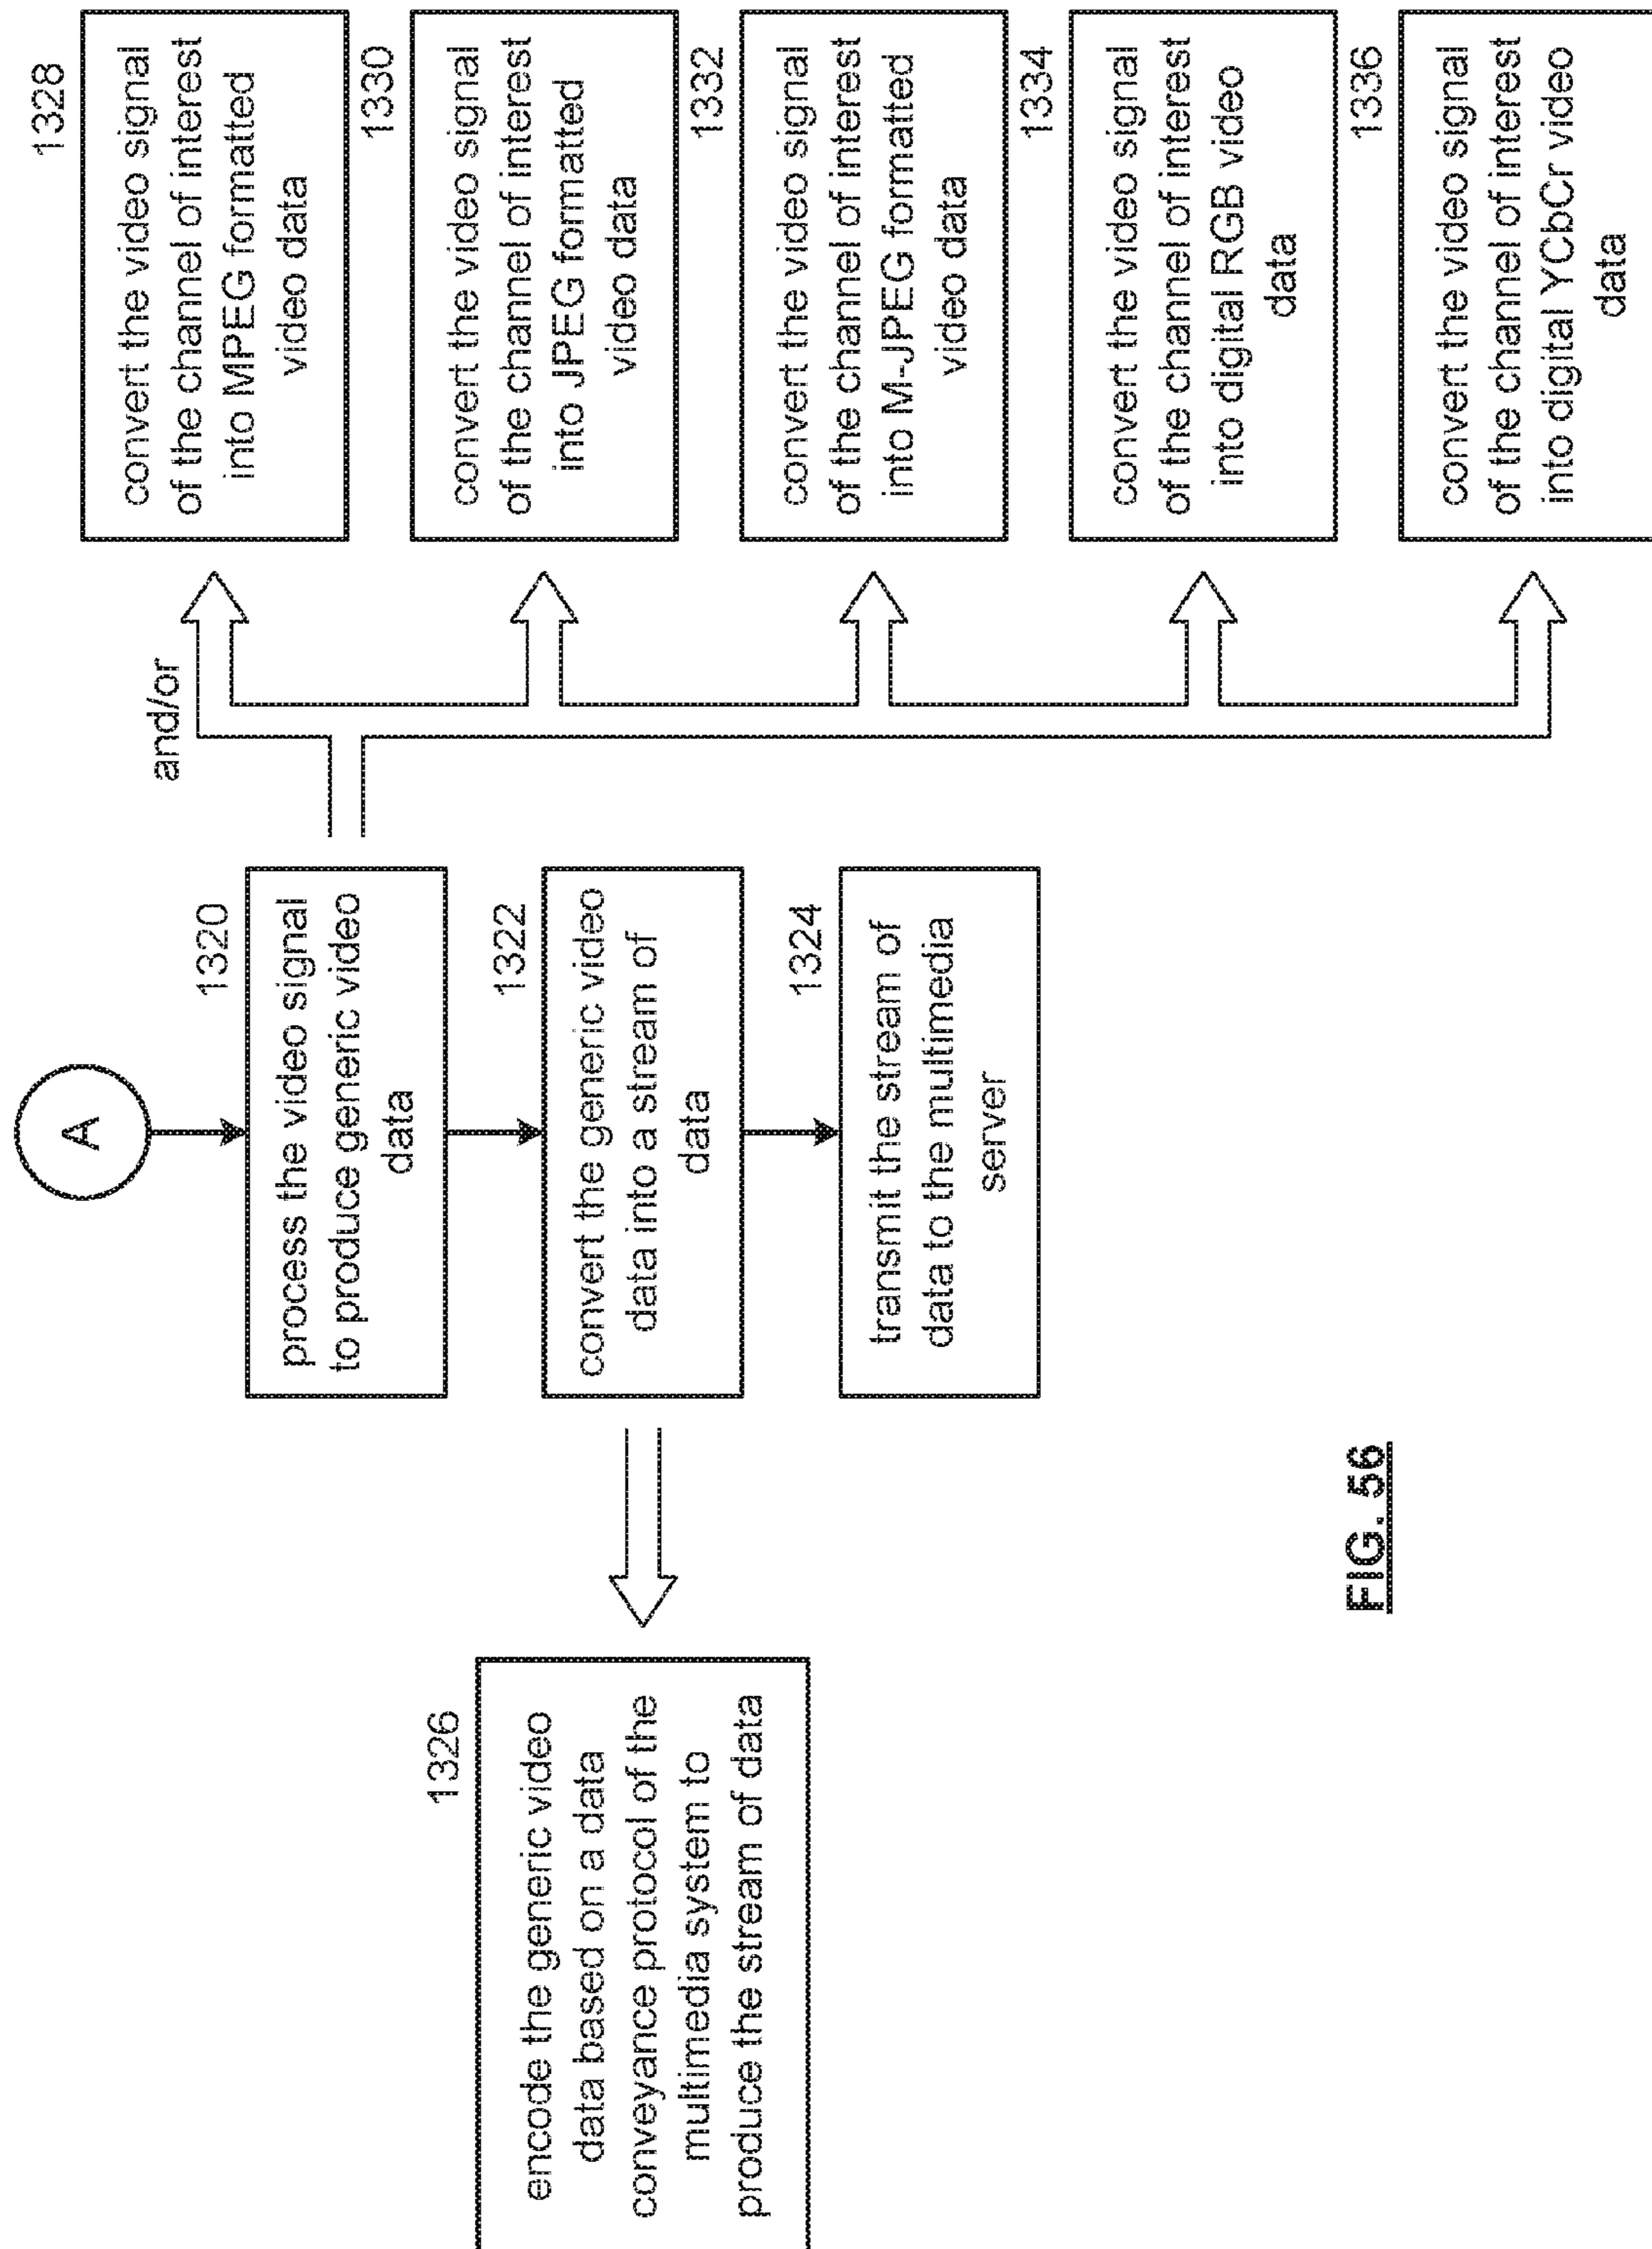 A
1320
process the video signal
to produce generic video
data
1322
convert the generic video
data into a stream of
data
1324
transmit the stream of
data to the multimedia
server
1326
encode the generic video
data based on a data
conveyance protocol of the
multimedia system to
produce the stream of data
and/or
1328
convert the video signal
of the channel of interest
into MPEG formatted
video data
1330
convert the video signal
of the channel of interest
into JPEG formatted
video data
1332
convert the video signal
of the channel of interest
into M-JPEG formatted
video data
1334
convert the video signal
of the channel of interest
into digital RGB video
data
1336
convert the video signal
of the channel of interest
into digital YCbCr video
data
FIG. 56